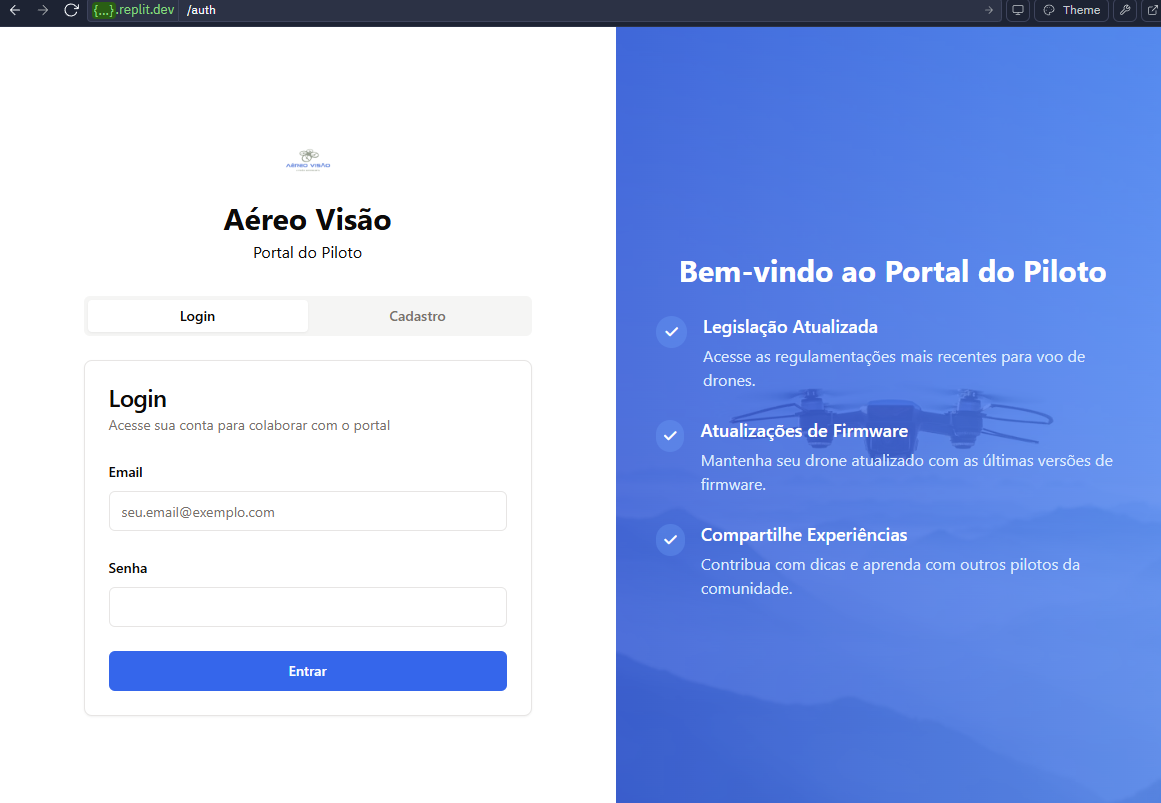 {...}.replit.dev /auth
Theme
AÉREO VISÃO
Aéreo Visão
Portal do Piloto
Login
Cadastro
Login
Acesse sua conta para colaborar com o portal
Email
seu.email@exemplo.com
Senha
Entrar
Bem-vindo ao Portal do Piloto
Legislação Atualizada
Acesse as regulamentações mais recentes para voo de
drones.
Atualizações de Firmware
Mantenha seu drone atualizado com as últimas versões de
firmware.
Compartilhe Experiências
Contribua com dicas e aprenda com outros pilotos da
comunidade.